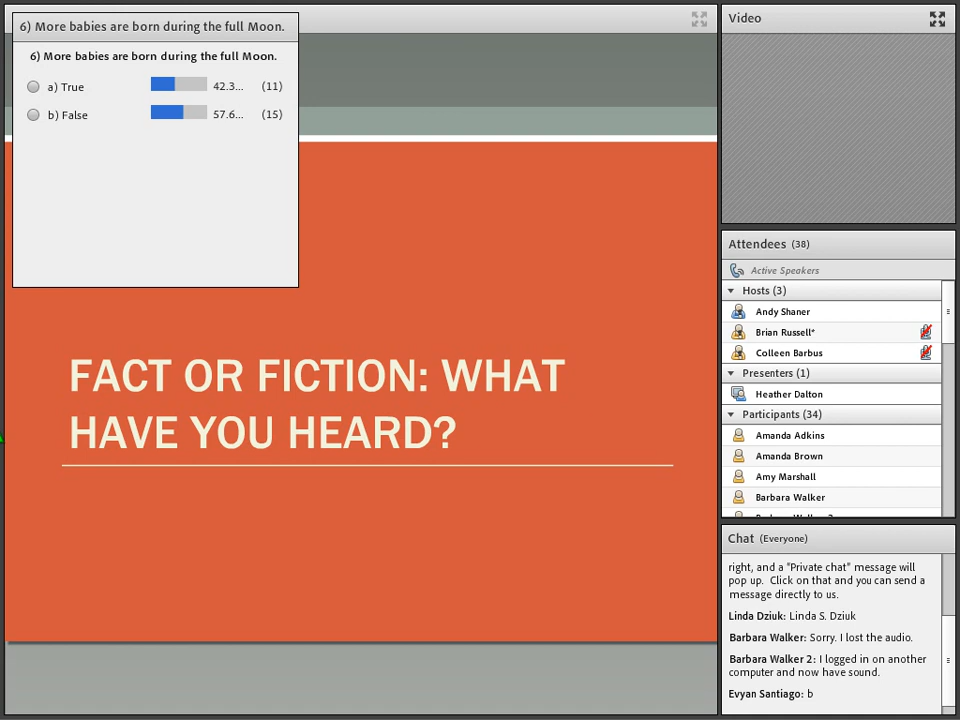 6) More babies are born during the full Moon.
6) More babies are born during the full Moon.
a) True 42.3... (11)
b) False 57.6... (15)
FACT OR FICTION: WHAT
HAVE YOU HEARD?
Video
Attendees (38)
Active Speakers
Hosts (3)
Andy Shaner
Brian Russell*
Colleen Barbus
Presenters (1)
Heather Dalton
Participants (34)
Amanda Adkins
Amanda Brown
Amy Marshall
Barbara Walker
Barbara Walker 2
Chat (Everyone)
right, and a "Private chat" message will
pop up. Click on that and you can send a
message directly to us.
Linda Dziuk: Linda S. Dziuk
Barbara Walker: Sorry. I lost the audio.
Barbara Walker 2: I logged in on another
computer and now have sound.
Evyan Santiago: b